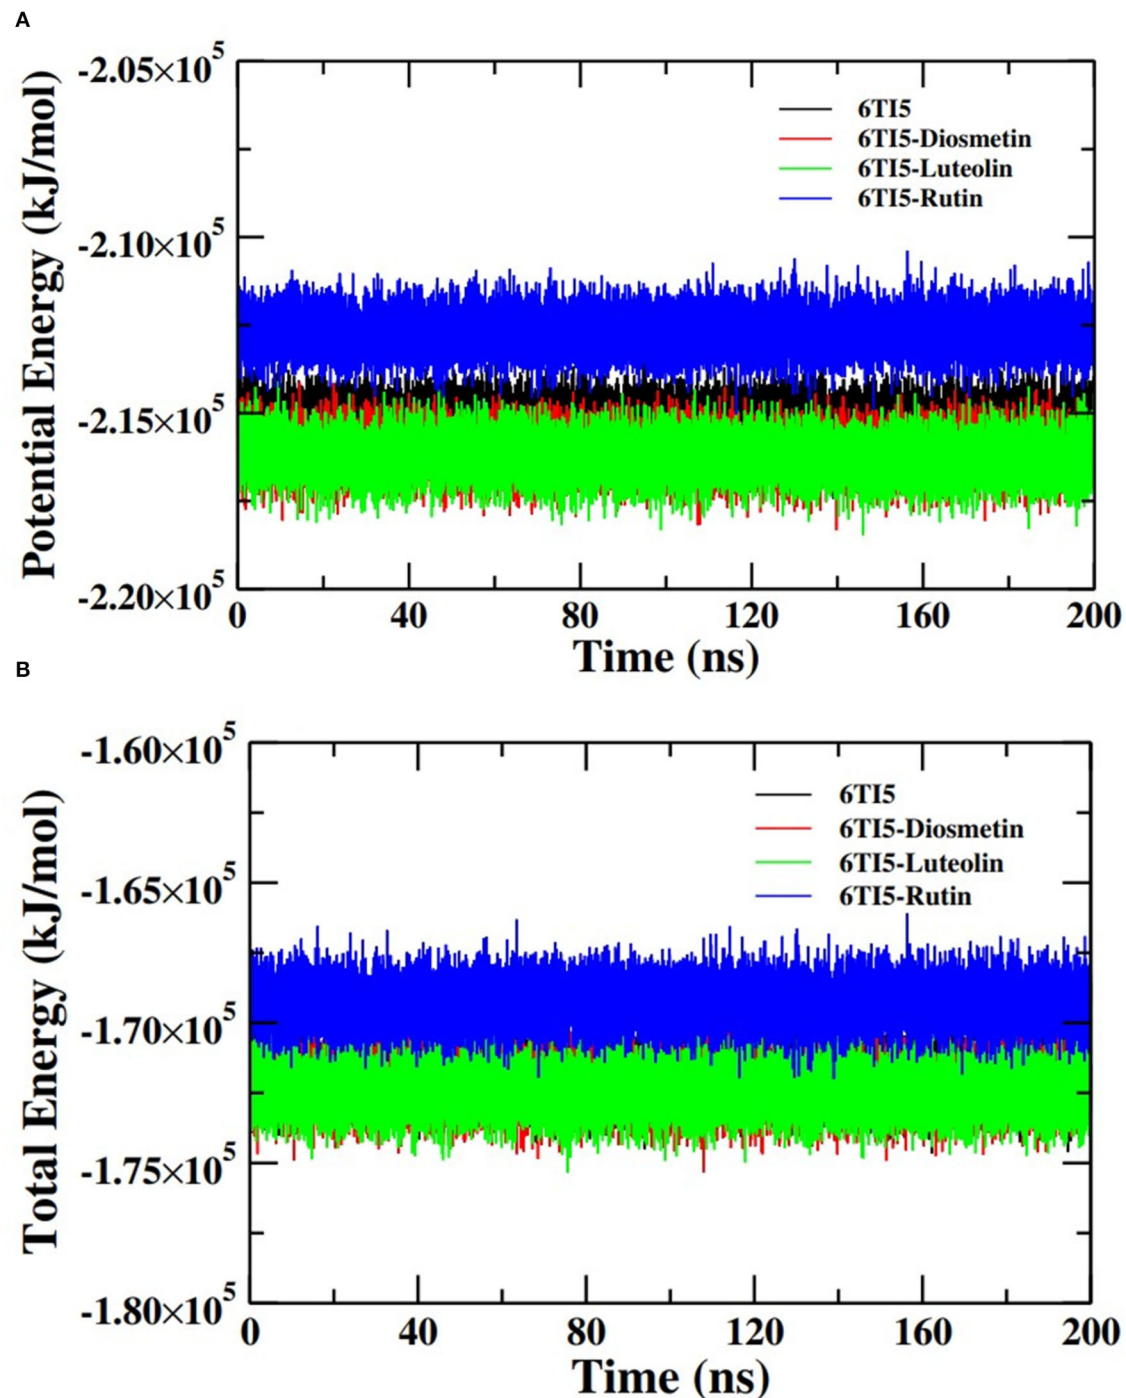 A
Potential Energy (kJ/mol)
-2.05×10^5
-2.10×10^5
-2.15×10^5
-2.20×10^5
6TI5
6TI5-Diosmetin
6TI5-Luteolin
6TI5-Rutin
0 40 80 120 160 200
Time (ns)
B
Total Energy (kJ/mol)
-1.60×10^5
-1.65×10^5
-1.70×10^5
-1.75×10^5
-1.80×10^5
6TI5
6TI5-Diosmetin
6TI5-Luteolin
6TI5-Rutin
0 40 80 120 160 200
Time (ns)